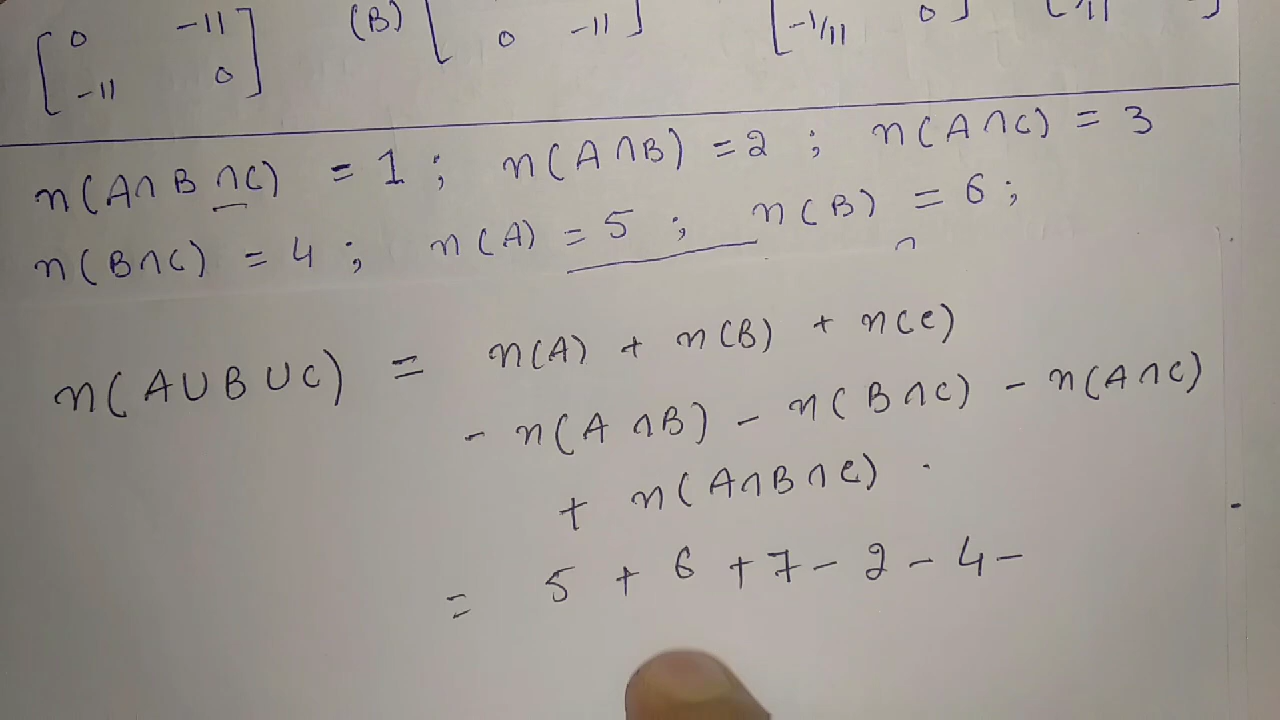 [0 -11 (B) [ 0 -11] [-1/11 0] [ 11 ]
-11 0]
n(A∩B∩C) = 1 ; n(A∩B) = 2 ; n(A∩C) = 3
n(B∩C) = 4 ; n(A) = 5 ; n(B) = 6 ;
n(A∪B∪C) = n(A) + n(B) + n(C)
- n(A∩B) - n(B∩C) - n(A∩C)
+ n(A∩B∩C) .
= 5 + 6 + 7 - 2 - 4 -